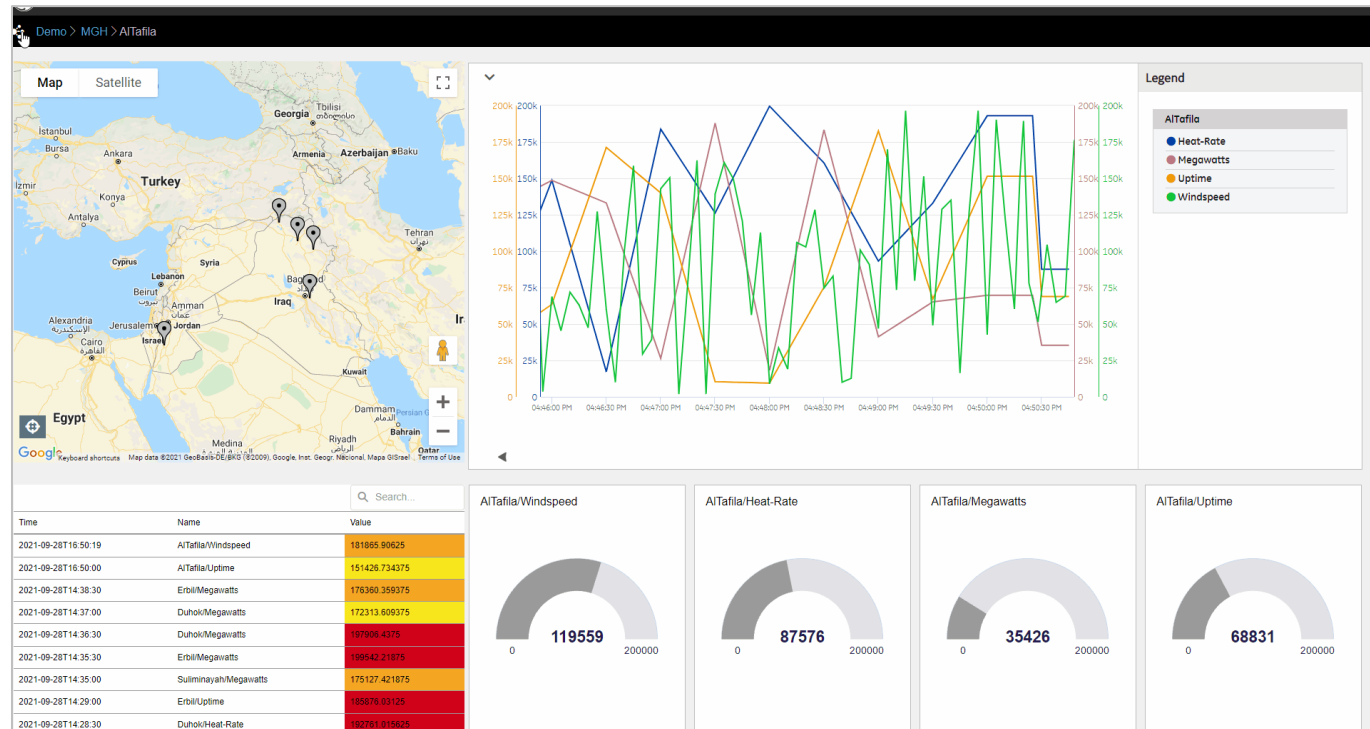 Demo > MGH > AlTafila
Map Satellite
Georgia
Tbilisi
თბილისი
Istanbul
Bursa
Ankara
Armenia
Azerbaijan
Baku
Izmir
Turkey
Konya
Antalya
Tehran
تهران
Cyprus
Syria
Lebanon
Beirut
بيروت
Iraq
Amman
عمان
Alexandria
الإسكندرية
Jerusalem
Jordan
Israel
Cairo
القاهرة
Kuwait
Egypt
Dammam
الدمام
Persian G
Bahrain
Medina
Riyadh
الرياض
Qatar
Google
Keyboard shortcuts Map data ©2021 GeoBasis-DE/BKG (©2009), Google, Inst. Geogr. Nacional, Mapa GISrael Terms of Use
200k 200k 200k 200k
175k 175k 175k 175k
150k 150k 150k 150k
125k 125k 125k 125k
100k 100k 100k 100k
75k 75k 75k 75k
50k 50k 50k 50k
25k 25k 25k 25k
0 0 0 0
04:46:00 PM 04:46:30 PM 04:47:00 PM 04:47:30 PM 04:48:00 PM 04:48:30 PM 04:49:00 PM 04:49:30 PM 04:50:00 PM 04:50:30 PM
Legend
AlTafila
Heat-Rate
Megawatts
Uptime
Windspeed
Search...
Time Name Value
2021-09-28T16:50:19 AlTafila/Windspeed 181865.90625
2021-09-28T16:50:00 AlTafila/Uptime 151426.734375
2021-09-28T14:38:30 Erbil/Megawatts 176360.359375
2021-09-28T14:37:00 Duhok/Megawatts 172313.609375
2021-09-28T14:36:30 Duhok/Megawatts 197906.4375
2021-09-28T14:35:30 Erbil/Megawatts 199542.21875
2021-09-28T14:35:00 Suliminayah/Megawatts 175127.421875
2021-09-28T14:29:00 Erbil/Uptime
2021-09-28T14:28:30 Duhok/Heat-Rate 192761.015625
AlTafila/Windspeed
119559
0 200000
AlTafila/Heat-Rate
87576
0 200000
AlTafila/Megawatts
35426
0 200000
AlTafila/Uptime
68831
0 200000